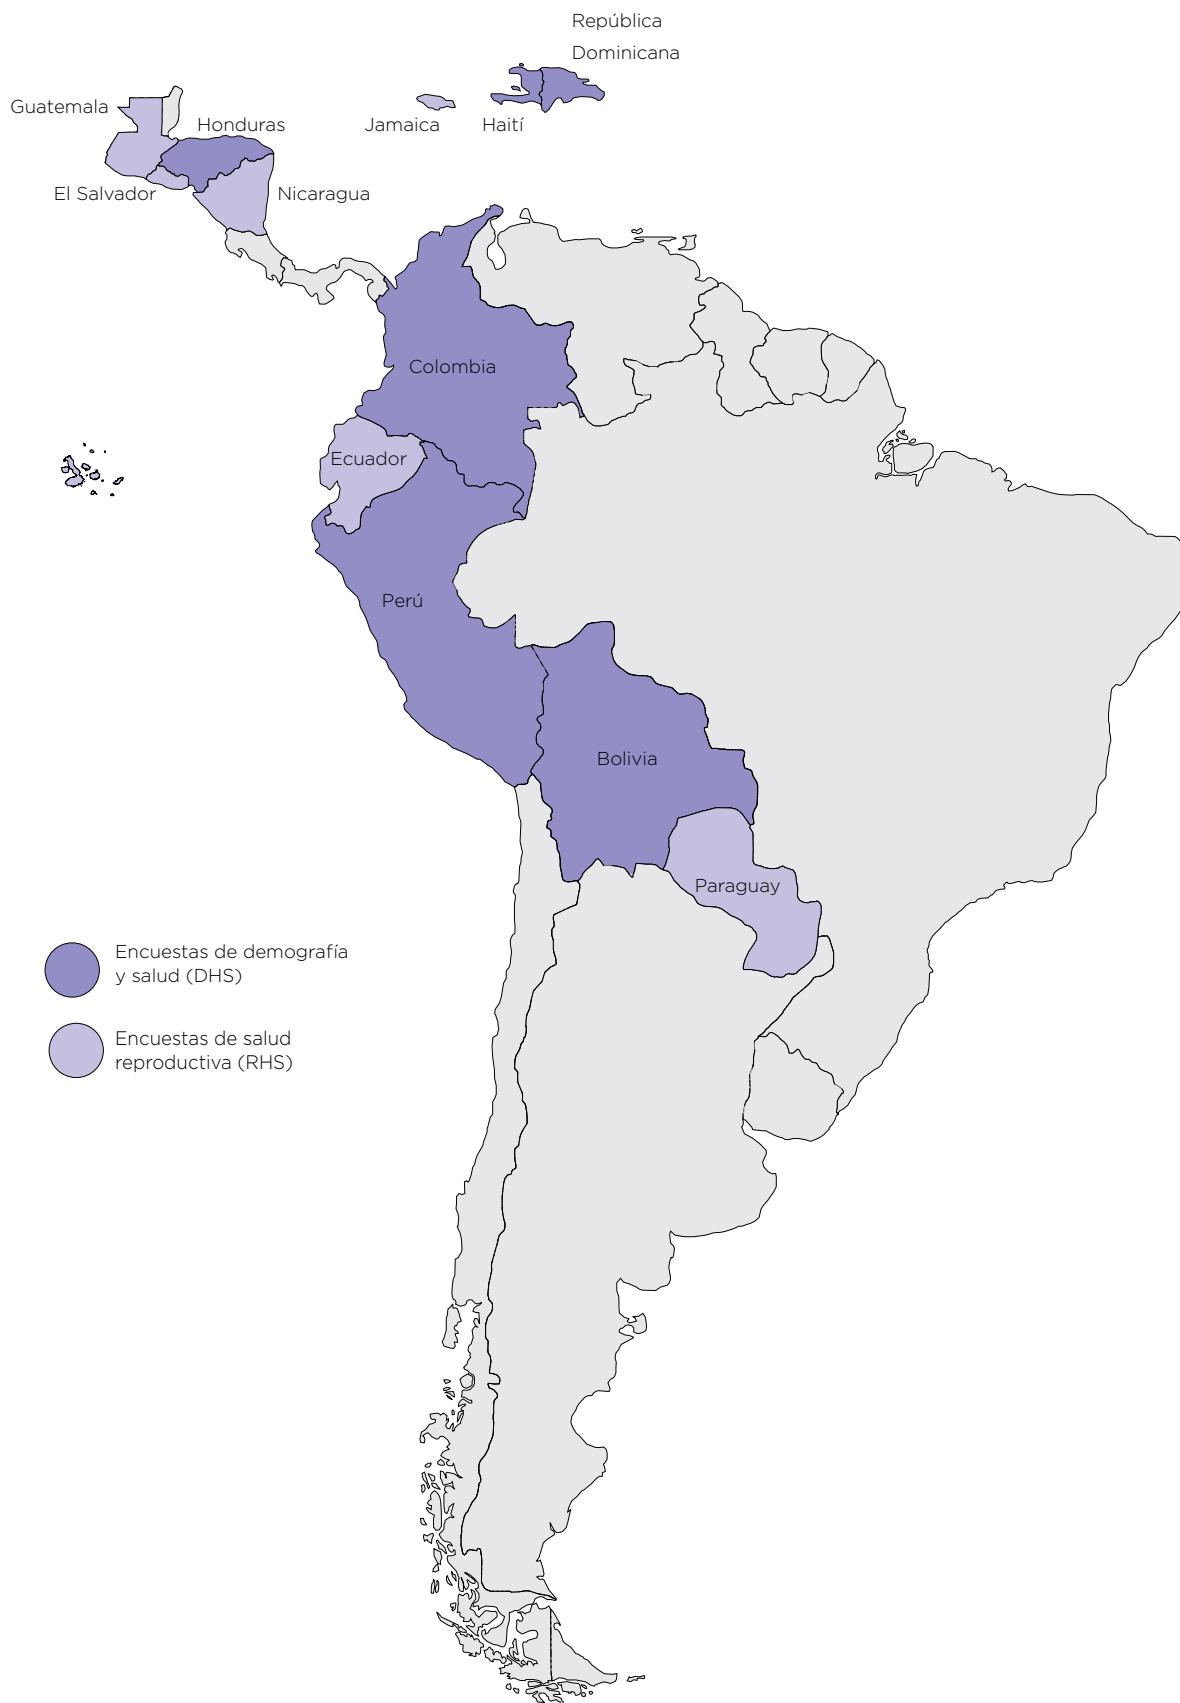 República
Dominicana
Guatemala
Honduras
Jamaica
Haití
El Salvador
Nicaragua
Colombia
Ecuador
Perú
Bolivia
Paraguay
Encuestas de demografía
y salud (DHS)
Encuestas de salud
reproductiva (RHS)